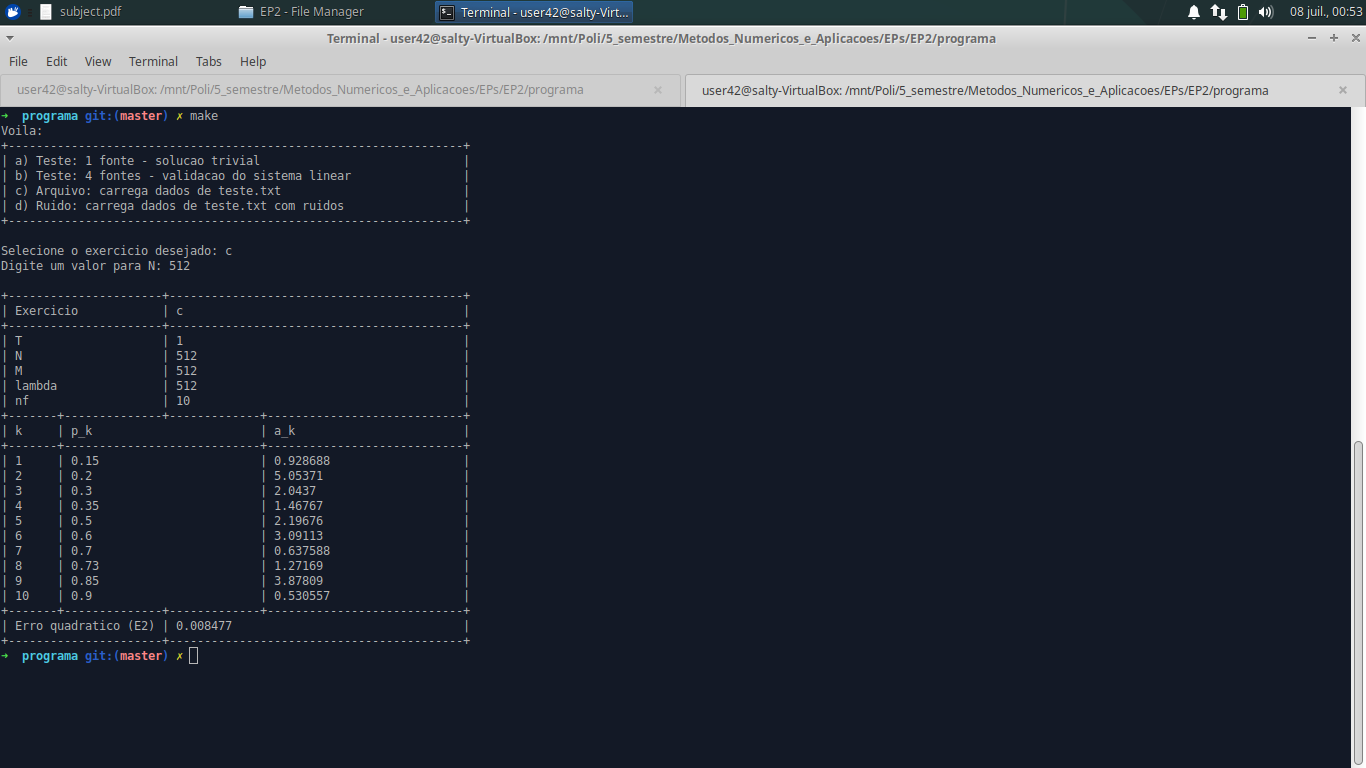 subject.pdf EP2 - File Manager Terminal - user42@salty-Virt... 08 juil., 00:53
Terminal - user42@salty-VirtualBox: /mnt/Poli/5_semestre/Metodos_Numericos_e_Aplicacoes/EPs/EP2/programa
File Edit View Terminal Tabs Help
user42@salty-VirtualBox: /mnt/Poli/5_semestre/Metodos_Numericos_e_Aplicacoes/EPs/EP2/programa × user42@salty-VirtualBox: /mnt/Poli/5_semestre/Metodos_Numericos_e_Aplicacoes/EPs/EP2/programa ×
➜  programa git:(master) ✗ make
Voila:
+-----------------------------------------------------------------+
| a) Teste: 1 fonte - solucao trivial                             |
| b) Teste: 4 fontes - validacao do sistema linear                |
| c) Arquivo: carrega dados de teste.txt                          |
| d) Ruido: carrega dados de teste.txt com ruidos                 |
+-----------------------------------------------------------------+
Selecione o exercicio desejado: c
Digite um valor para N: 512
+----------------------+------------------------------------------+
| Exercicio            | c                                        |
+----------------------+------------------------------------------+
| T                    | 1                                        |
| N                    | 512                                      |
| M                    | 512                                      |
| lambda               | 512                                      |
| nf                   | 10                                       |
+-------+--------------+-------------+----------------------------+
| k     | p_k                        | a_k                        |
+-------+----------------------------+----------------------------+
| 1     | 0.15                       | 0.928688                   |
| 2     | 0.2                        | 5.05371                    |
| 3     | 0.3                        | 2.0437                     |
| 4     | 0.35                       | 1.46767                    |
| 5     | 0.5                        | 2.19676                    |
| 6     | 0.6                        | 3.09113                    |
| 7     | 0.7                        | 0.637588                   |
| 8     | 0.73                       | 1.27169                    |
| 9     | 0.85                       | 3.87809                    |
| 10    | 0.9                        | 0.530557                   |
+-------+--------------+-------------+----------------------------+
| Erro quadratico (E2) | 0.008477                                 |
+----------------------+------------------------------------------+
➜  programa git:(master) ✗